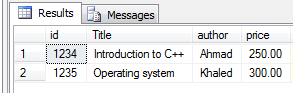 Results Messages
id Title author price
1 1234 Introduction to C++ Ahmad 250.00
2 1235 Operating system Khaled 300.00